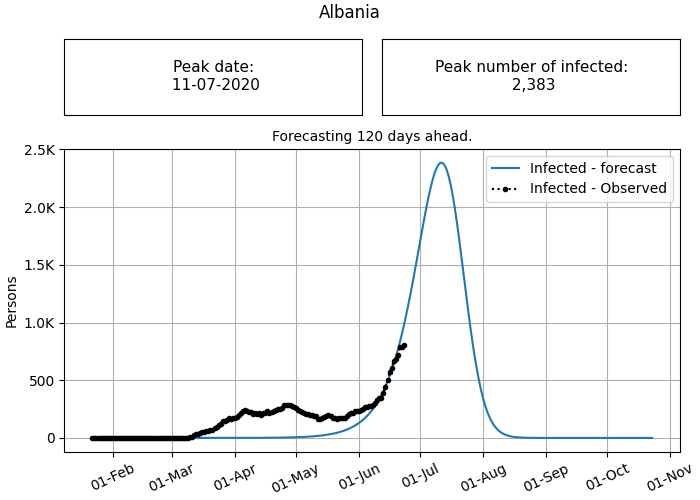 Albania
Peak date:
11-07-2020
Peak number of infected:
2,383
Forecasting 120 days ahead.
2.5K
2.0K
1.5K
1.0K
500
0
Persons
Infected - forecast
Infected - Observed
01-Feb
01-Mar
01-Apr
01-May
01-Jun
01-Jul
01-Aug
01-Sep
01-Oct
01-Nov